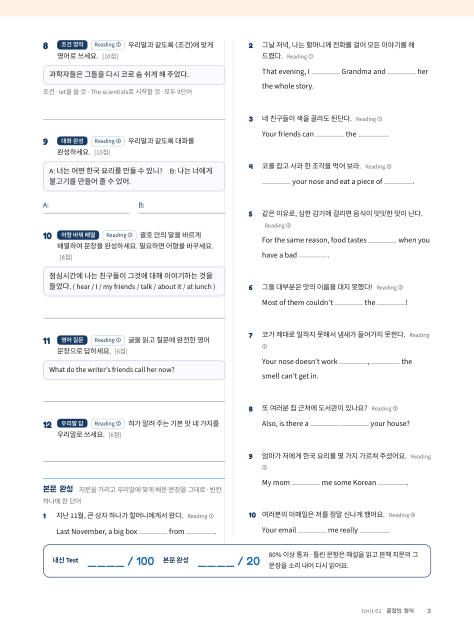 8 조건 영작 Reading ① 우리말과 같도록 〈조건〉에 맞게
영어로 쓰세요. [10점]
과학자들은 그들을 다시 코로 숨 쉬게 해 주었다.
조건 · let을 쓸 것 · The scientists로 시작할 것 · 모두 9단어
9 대화 완성 Reading 우리말과 같도록 대화를
완성하세요. [10점]
A: 너는 어떤 한국 요리를 만들 수 있니? B: 나는 너에게
불고기를 만들어 줄 수 있어.
A: B:
10 어형 바꿔 배열 Reading 괄호 안의 말을 바르게
배열하여 문장을 완성하세요. 필요하면 어형을 바꾸세요.
[8점]
점심시간에 나는 친구들이 그것에 대해 이야기하는 것을
들었다. ( hear / I / my friends / talk / about it / at lunch )
11 영어 질문 Reading 글을 읽고 질문에 완전한 영어
문장으로 답하세요. [6점]
What do the writer's friends call her now?
12 우리말 답 Reading 혀가 알려 주는 기본 맛 네 가지를
우리말로 쓰세요. [6점]
본문 완성 지문을 가리고 우리말에 맞게 배운 문장을 그대로 · 빈칸
하나에 한 단어
1 지난 11월, 큰 상자 하나가 할머니에게서 왔다. Reading
Last November, a big box ______ from ______.
2 그날 저녁, 나는 할머니께 전화를 걸어 모든 이야기를 해
드렸다. Reading
That evening, I ______ Grandma and ______ her
the whole story.
3 네 친구들이 색을 골라도 된단다. Reading
Your friends can ______ the ______.
4 코를 잡고 사과 한 조각을 먹어 보라. Reading
______ your nose and eat a piece of ______.
5 같은 이유로, 심한 감기에 걸리면 음식이 밋밋한 맛이 난다.
Reading
For the same reason, food tastes ______ when you
have a bad ______.
6 그들 대부분은 맛의 이름을 대지 못했다! Reading
Most of them couldn't ______ the ______!
7 코가 제대로 일하지 못해서 냄새가 들어가지 못한다. Reading
Your nose doesn't work ______, ______ the
smell can't get in.
8 또 여러분 집 근처에 도서관이 있나요? Reading
Also, is there a ______ ______ your house?
9 엄마가 저에게 한국 요리를 몇 가지 가르쳐 주셨어요. Reading
My mom ______ me some Korean ______.
10 여러분의 이메일은 저를 정말 신나게 했어요. Reading
Your email ______ me really ______.
내신 Test ____ / 100 본문 완성 ____ / 20 80% 이상 통과 · 틀린 문항은 해설을 읽고 본책 지문의 그
문장을 소리 내어 다시 읽어요.
Unit 01 문장의 형식 3